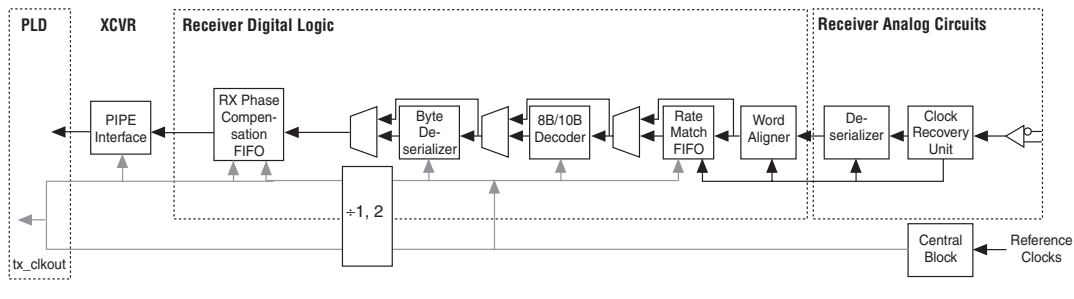 PLD
XCVR
Receiver Digital Logic
Receiver Analog Circuits
PIPE
Interface
RX Phase
Compen-
sation
FIFO
Byte
De-
serializer
8B/10B
Decoder
Rate
Match
FIFO
Word
Aligner
De-
serializer
Clock
Recovery
Unit
÷1, 2
tx_clkout
Central
Block
Reference
Clocks